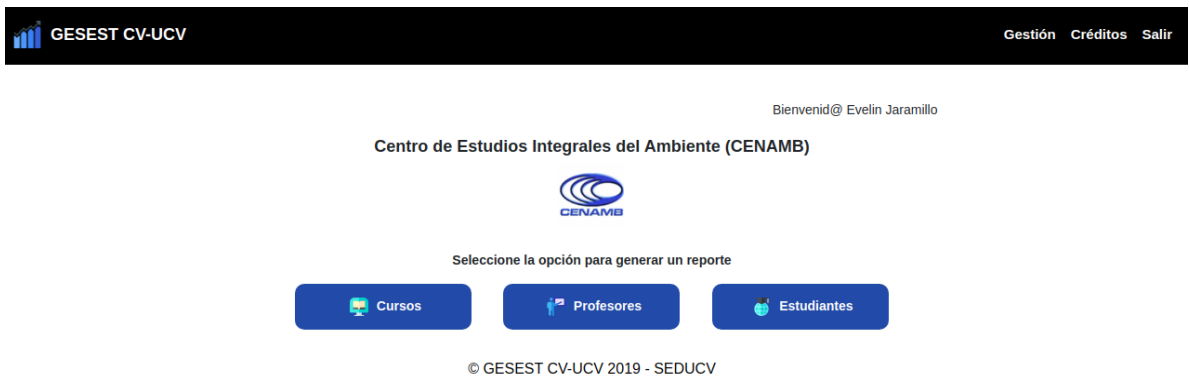 GESEST CV-UCV
Gestión Créditos Salir
Bienvenid@ Evelin Jaramillo
Centro de Estudios Integrales del Ambiente (CENAMB)
CENAMB
Seleccione la opción para generar un reporte
Cursos
Profesores
Estudiantes
© GESEST CV-UCV 2019 - SEDUCV